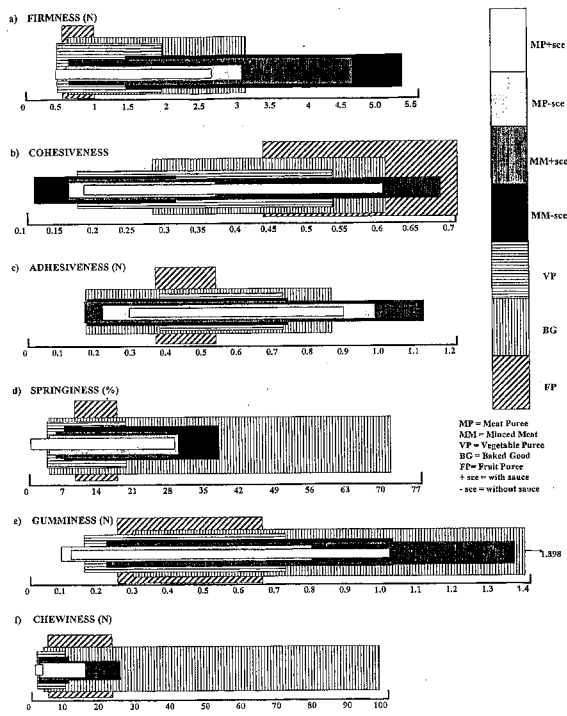 a) FIRMNESS (N)
0 0.5 1.0 1.5 2.0 2.5 3.0 3.5 4.0 4.5 5.0 5.5
b) COHESIVENESS
0.1 0.15 0.2 0.25 0.3 0.35 0.4 0.45 0.5 0.55 0.6 0.65 0.7
c) ADHESIVENESS (N)
0 0.1 0.2 0.3 0.4 0.5 0.6 0.7 0.8 0.9 1.0 1.1 1.2
d) SPRINGINESS (%)
0 7 14 21 28 35 42 49 56 63 70 77
e) GUMMINESS (N)
1.898
0 0.1 0.2 0.3 0.4 0.5 0.6 0.7 0.8 0.9 1.0 1.1 1.2 1.3 1.4
f) CHEWINESS (N)
0 10 20 30 40 50 60 70 80 90 100
MP+sce
MP-sce
MM+sce
MM-sce
VP
BG
FP
MP = Meat Puree
MM = Minced Meat
VP = Vegetable Puree
BG = Baked Good
FP= Fruit Puree
+ sce = with sauce
- sce = without sauce